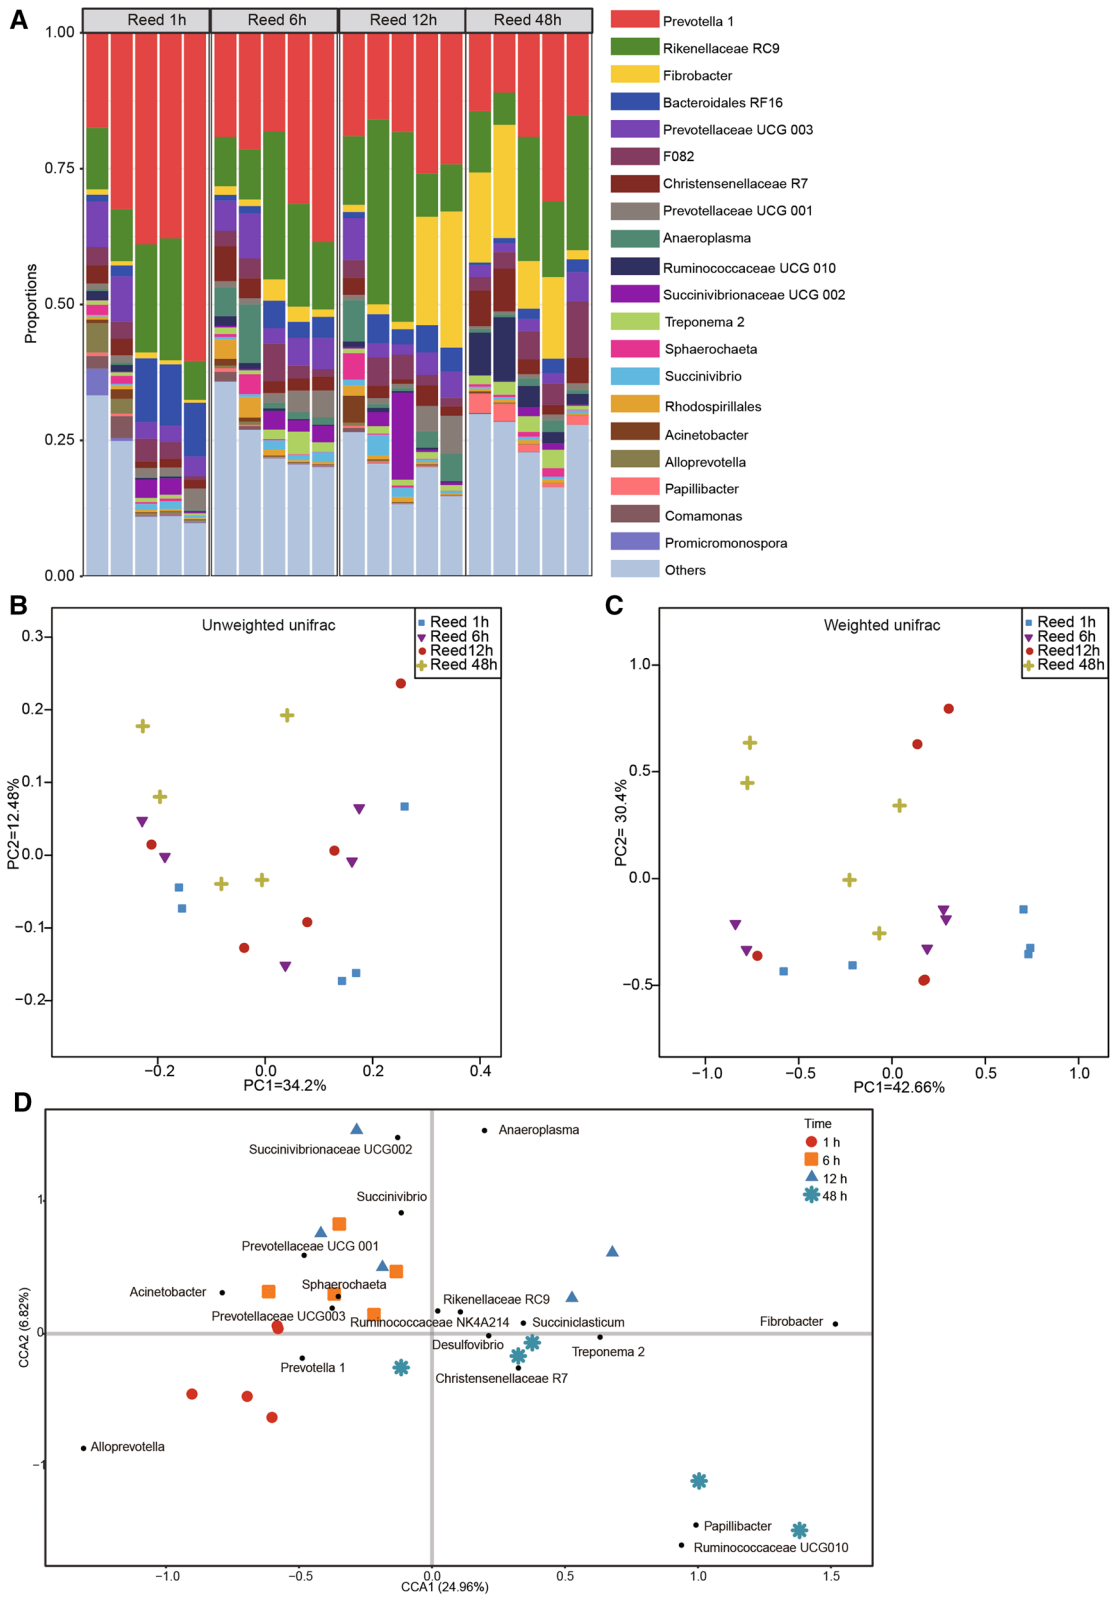 A
Reed 1h
Reed 6h
Reed 12h
Reed 48h
1.00
0.75
0.50
0.25
0.00
Proportions
Prevotella 1
Rikenellaceae RC9
Fibrobacter
Bacteroidales RF16
Prevotellaceae UCG 003
F082
Christensenellaceae R7
Prevotellaceae UCG 001
Anaeroplasma
Ruminococcaceae UCG 010
Succinivibrionaceae UCG 002
Treponema 2
Sphaerochaeta
Succinivibrio
Rhodospirillales
Acinetobacter
Alloprevotella
Papillibacter
Comamonas
Promicromonospora
Others
B
Unweighted unifrac
Reed 1h
Reed 6h
Reed12h
Reed 48h
0.3
0.2
0.1
0.0
−0.1
−0.2
PC2=12.48%
−0.2
0.0
0.2
0.4
PC1=34.2%
C
Weighted unifrac
Reed 1h
Reed 6h
Reed12h
Reed 48h
1.0
0.5
0.0
−0.5
PC2= 30.4%
−1.0
−0.5
0.0
0.5
1.0
PC1=42.66%
D
Time
1 h
6 h
12 h
48 h
Succinivibrionaceae UCG002
Anaeroplasma
Succinivibrio
Prevotellaceae UCG 001
Acinetobacter
Sphaerochaeta
Prevotellaceae UCG003
Rikenellaceae RC9
Ruminococcaceae NK4A214
Succiniclasticum
Fibrobacter
Desulfovibrio
Treponema 2
Prevotella 1
Christensenellaceae R7
Alloprevotella
Papillibacter
Ruminococcaceae UCG010
1
0
−1
CCA2 (6.82%)
−1.0
−0.5
0.0
0.5
1.0
1.5
CCA1 (24.96%)